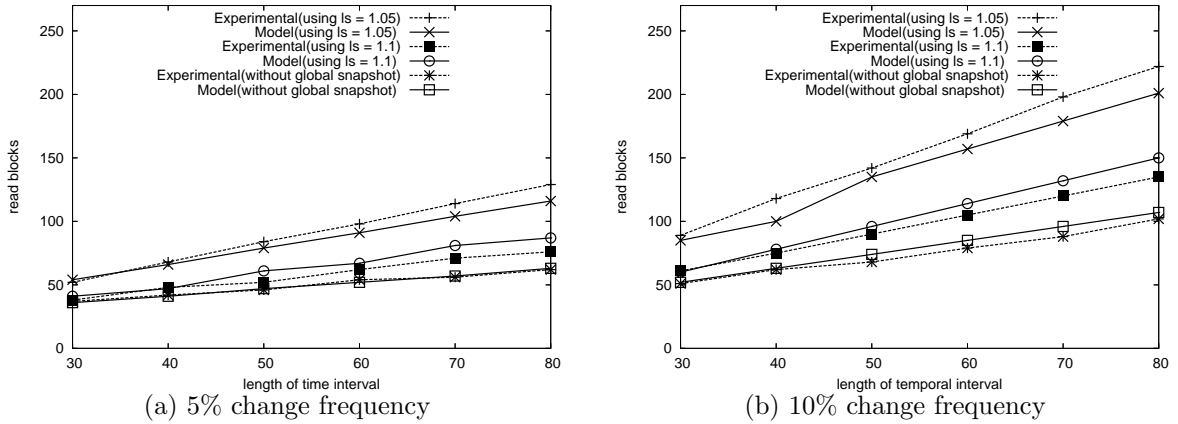 250
200
150
100
50
0
read blocks
Experimental(using ls = 1.05)
Model(using ls = 1.05)
Experimental(using ls = 1.1)
Model(using ls = 1.1)
Experimental(without global snapshot)
Model(without global snapshot)
30 40 50 60 70 80
length of time interval
(a) 5% change frequency
250
200
150
100
50
0
read blocks
Experimental(using ls = 1.05)
Model(using ls = 1.05)
Experimental(using ls = 1.1)
Model(using ls = 1.1)
Experimental(without global snapshot)
Model(without global snapshot)
30 40 50 60 70 80
length of temporal interval
(b) 10% change frequency